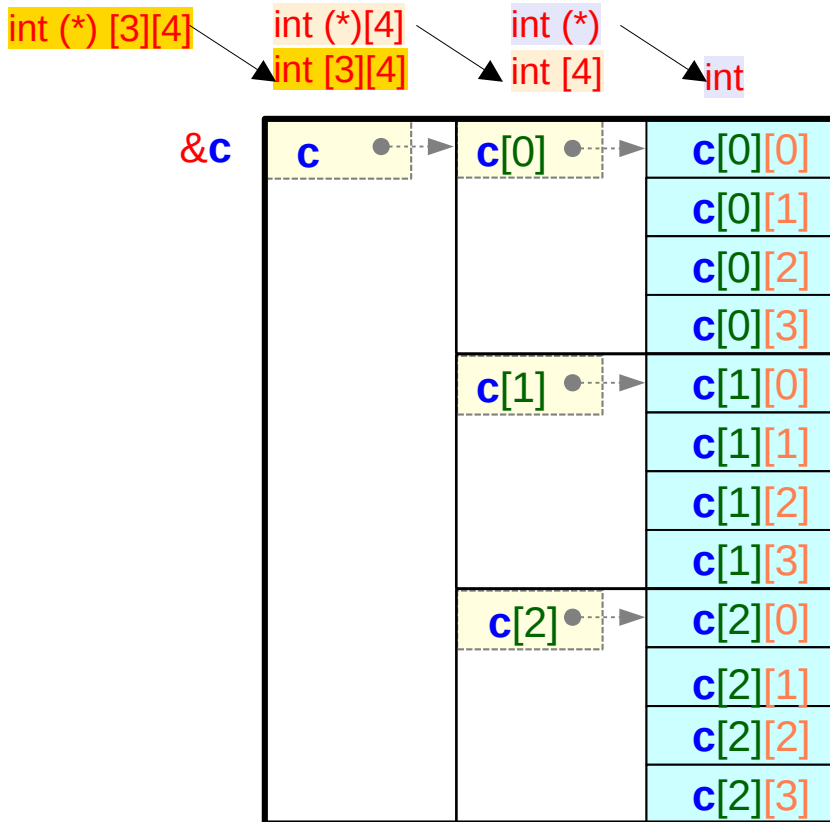 int (*) [3][4] int (*)[4] int (*)
int [3][4] int [4] int
&c c c[0] c[0][0]
c[0][1]
c[0][2]
c[0][3]
c[1] c[1][0]
c[1][1]
c[1][2]
c[1][3]
c[2] c[2][0]
c[2][1]
c[2][2]
c[2][3]